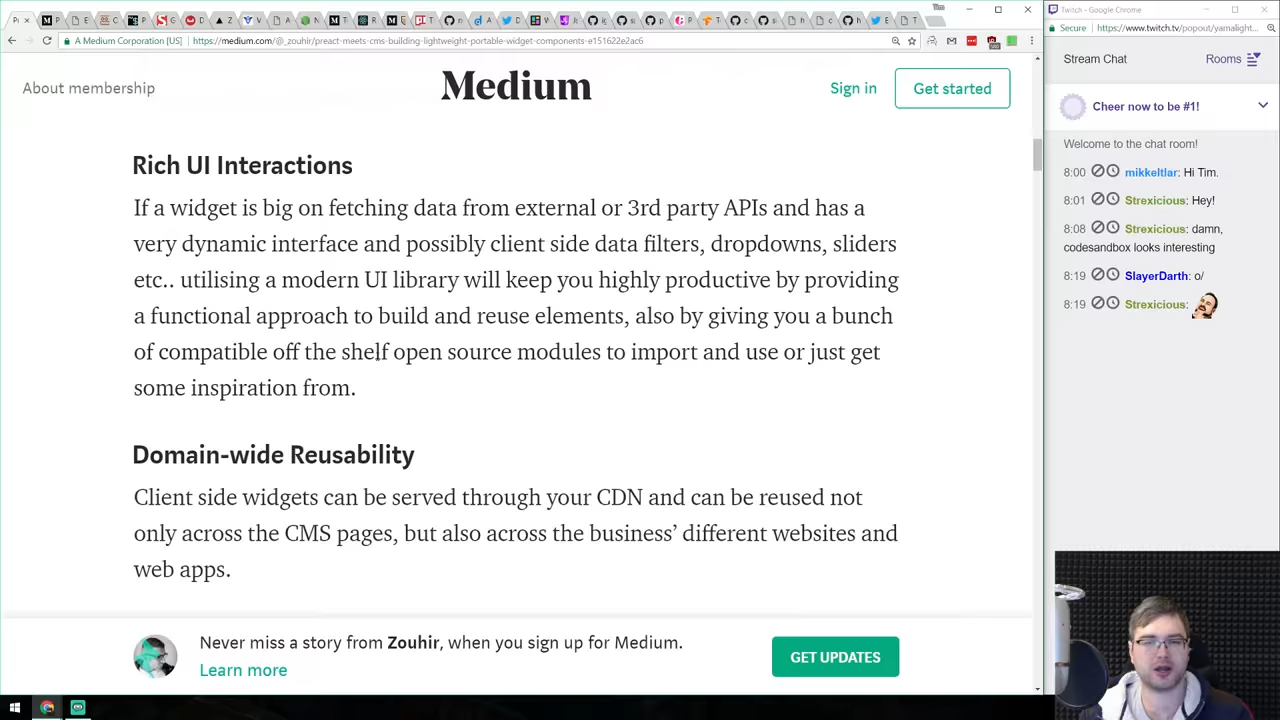 Twitch - Google Chrome
A Medium Corporation [US]
https://medium.com/@_zouhir/preact-meets-cms-building-lightweight-portable-widget-components-e151622e2ac6
Secure
https://www.twitch.tv/popout/yamalight...
About membership
Medium
Sign in
Get started
Rich UI Interactions
If a widget is big on fetching data from external or 3rd party APIs and has a
very dynamic interface and possibly client side data filters, dropdowns, sliders
etc.. utilising a modern UI library will keep you highly productive by providing
a functional approach to build and reuse elements, also by giving you a bunch
of compatible off the shelf open source modules to import and use or just get
some inspiration from.
Domain-wide Reusability
Client side widgets can be served through your CDN and can be reused not
only across the CMS pages, but also across the business’ different websites and
web apps.
Never miss a story from Zouhir, when you sign up for Medium.
Learn more
GET UPDATES
Stream Chat
Rooms
Cheer now to be #1!
Welcome to the chat room!
8:00 mikkeltlar: Hi Tim.
8:01 Strexicious: Hey!
8:08 Strexicious: damn,
codesandbox looks interesting
8:19 SlayerDarth: o/
8:19 Strexicious: